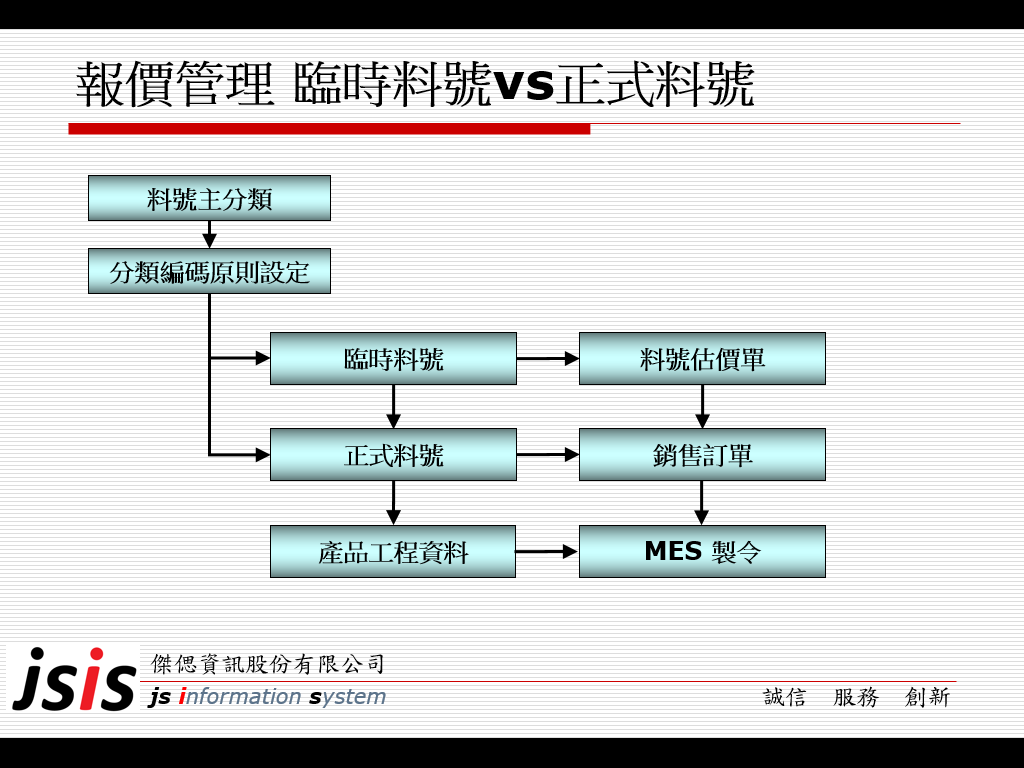 報價管理 臨時料號vs正式料號
料號主分類
分類編碼原則設定
臨時料號
料號估價單
正式料號
銷售訂單
產品工程資料
MES 製令
jsis
傑偲資訊股份有限公司
js information system
誠信 服務 創新